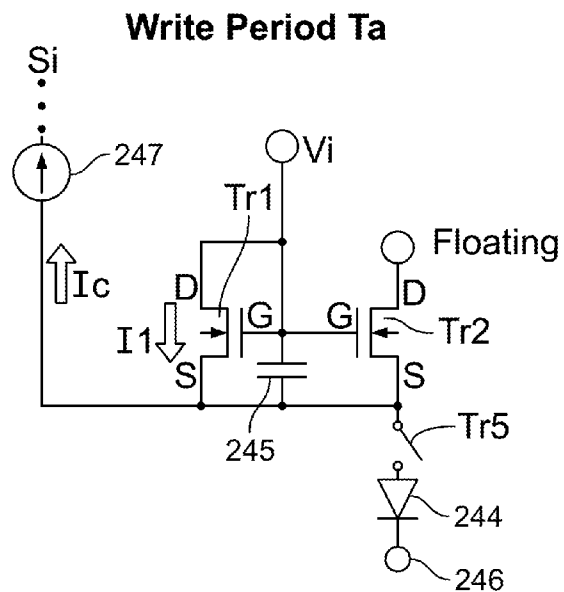 Write Period Ta
Si
247
Vi
Tr1
Floating
Ic
D
D
I1
G
G
Tr2
S
S
245
Tr5
244
246